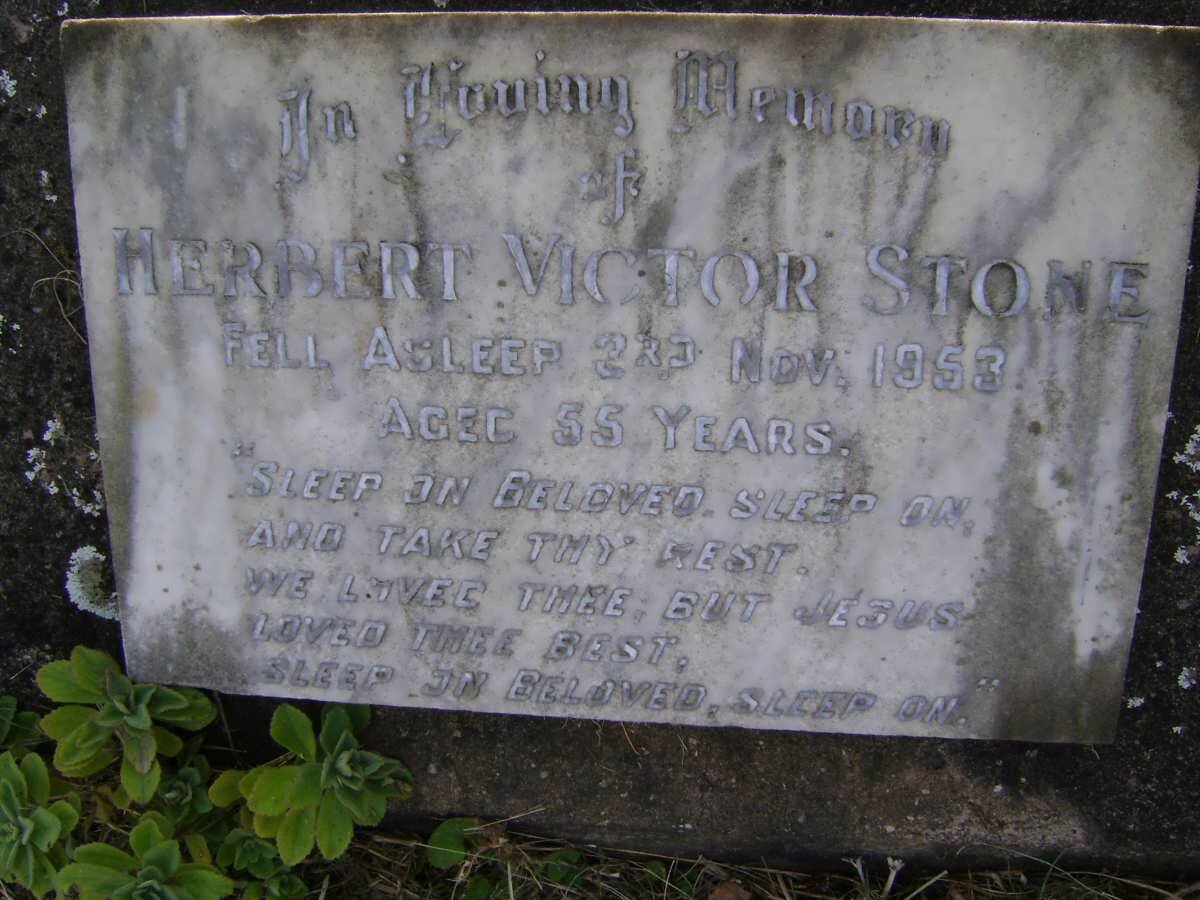 In Loving Memory
of
HERBERT VICTOR STONE
FELL ASLEEP 2RD NOV. 1953
AGED 55 YEARS.
"SLEEP ON BELOVED, SLEEP ON,
AND TAKE THY REST.
WE LOVED THEE, BUT JESUS
LOVED THEE BEST,
SLEEP ON BELOVED, SLEEP ON."